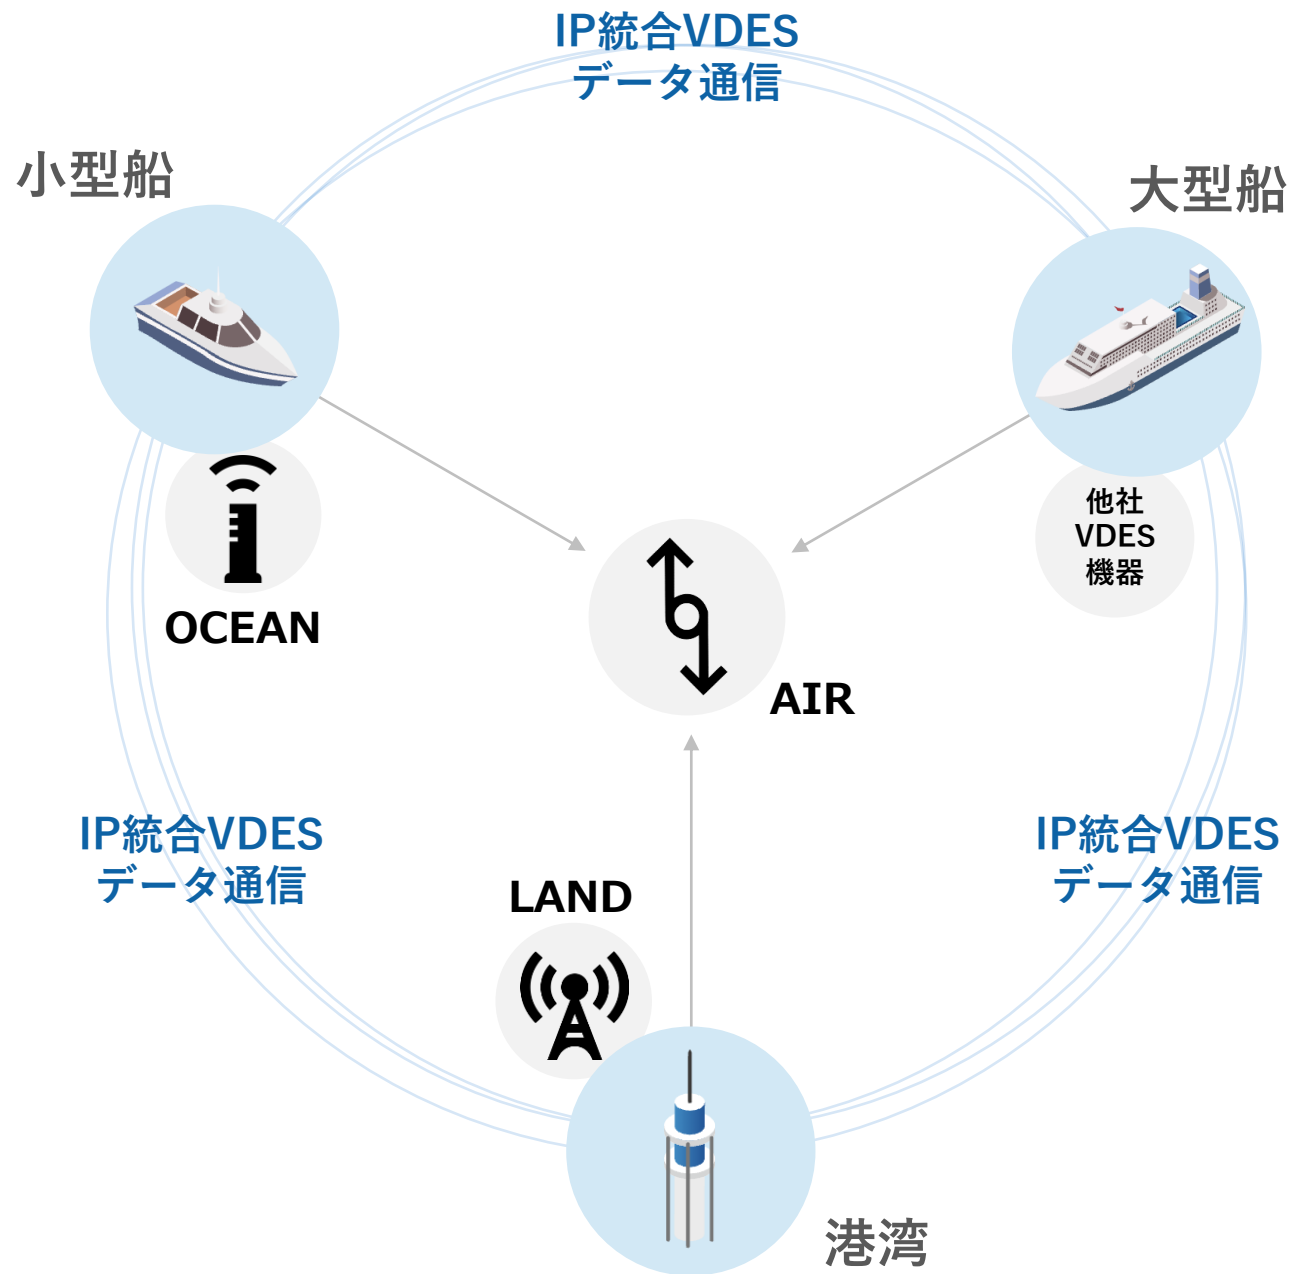 IP統合VDES
データ通信
小型船
大型船
他社
VDES
機器
OCEAN
AIR
IP統合VDES
データ通信
IP統合VDES
データ通信
LAND
港湾